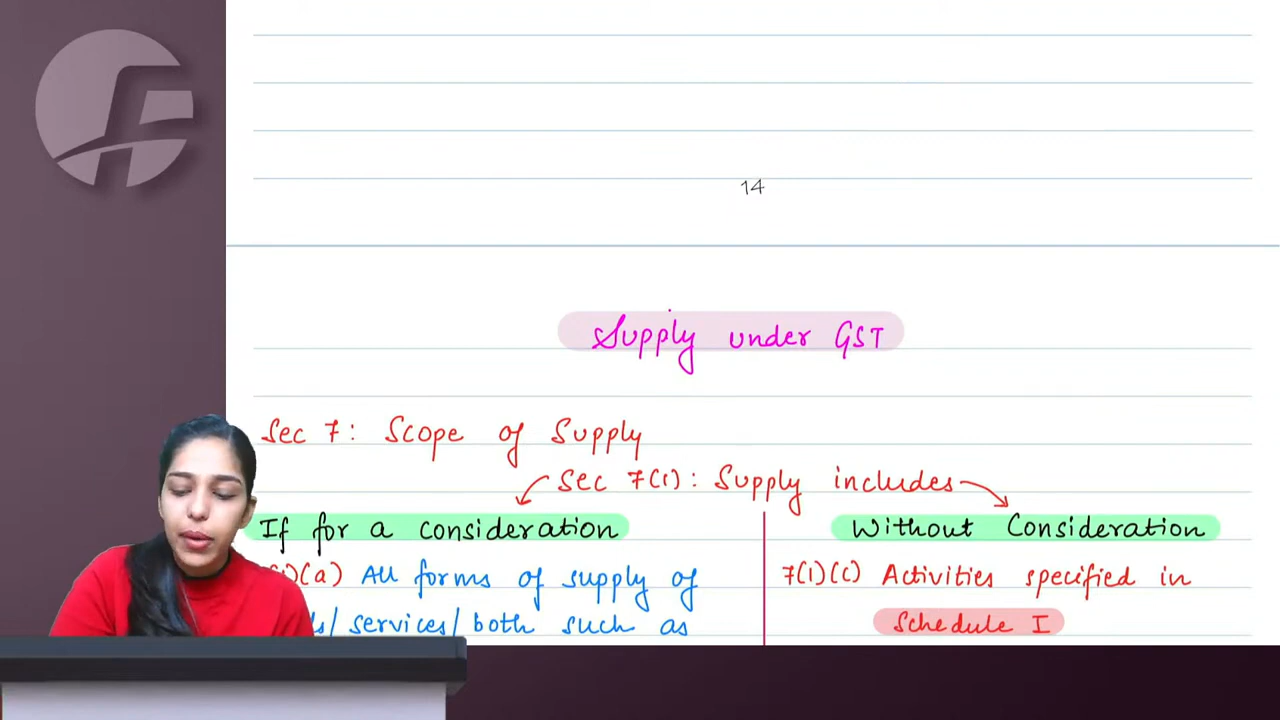 14
Supply under GST
Sec 7: Scope of Supply
Sec 7(1): Supply includes
If for a consideration
Without Consideration
)(a) All forms of supply of
/services/both such as
7(1)(c) Activities specified in
Schedule I